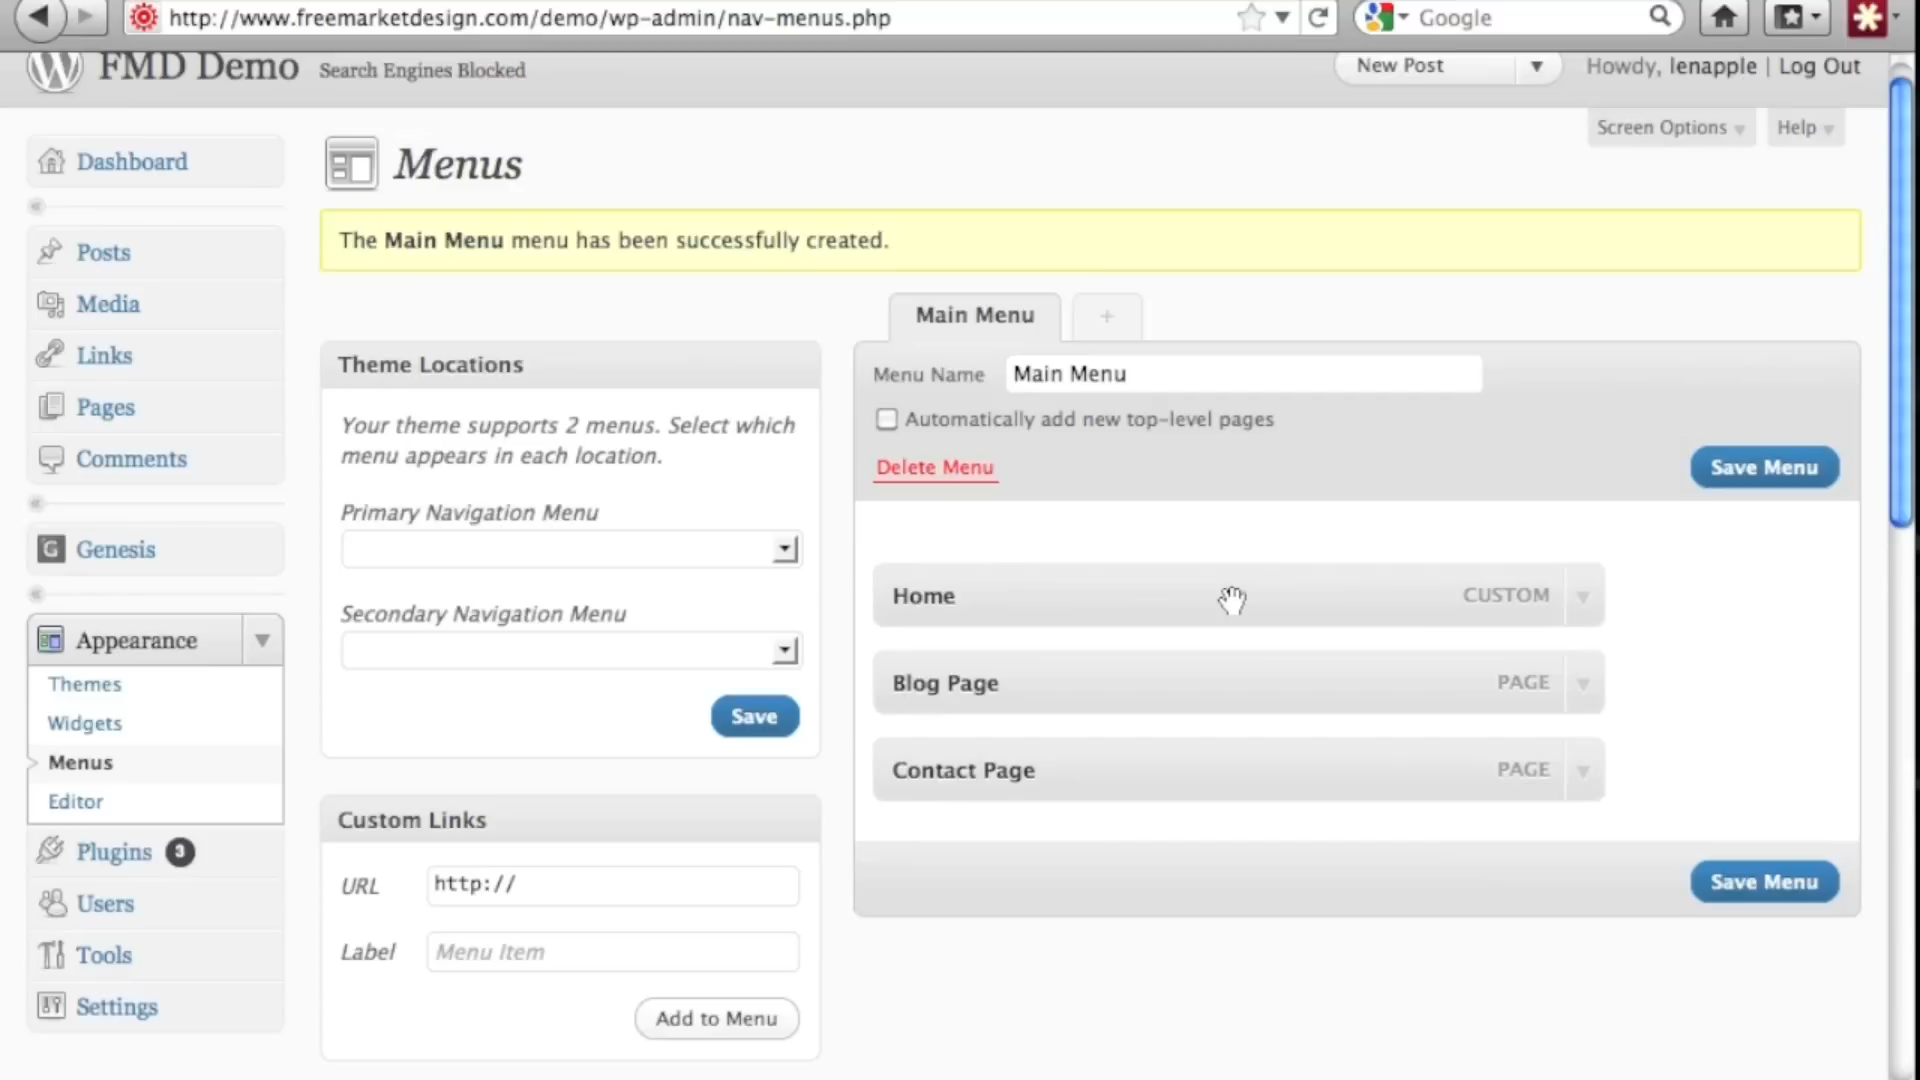 http://www.freemarketdesign.com/demo/wp-admin/nav-menus.php
Google
FMD Demo
Search Engines Blocked
New Post
Howdy, lenapple | Log Out
Screen Options
Help
Dashboard
Posts
Media
Links
Pages
Comments
Genesis
Appearance
Themes
Widgets
Menus
Editor
Plugins 3
Users
Tools
Settings
Menus
The Main Menu menu has been successfully created.
Theme Locations
Your theme supports 2 menus. Select which
menu appears in each location.
Primary Navigation Menu
Secondary Navigation Menu
Save
Custom Links
URL http://
Label Menu Item
Add to Menu
Main Menu +
Menu Name Main Menu
Automatically add new top-level pages
Delete Menu
Save Menu
Home CUSTOM
Blog Page PAGE
Contact Page PAGE
Save Menu